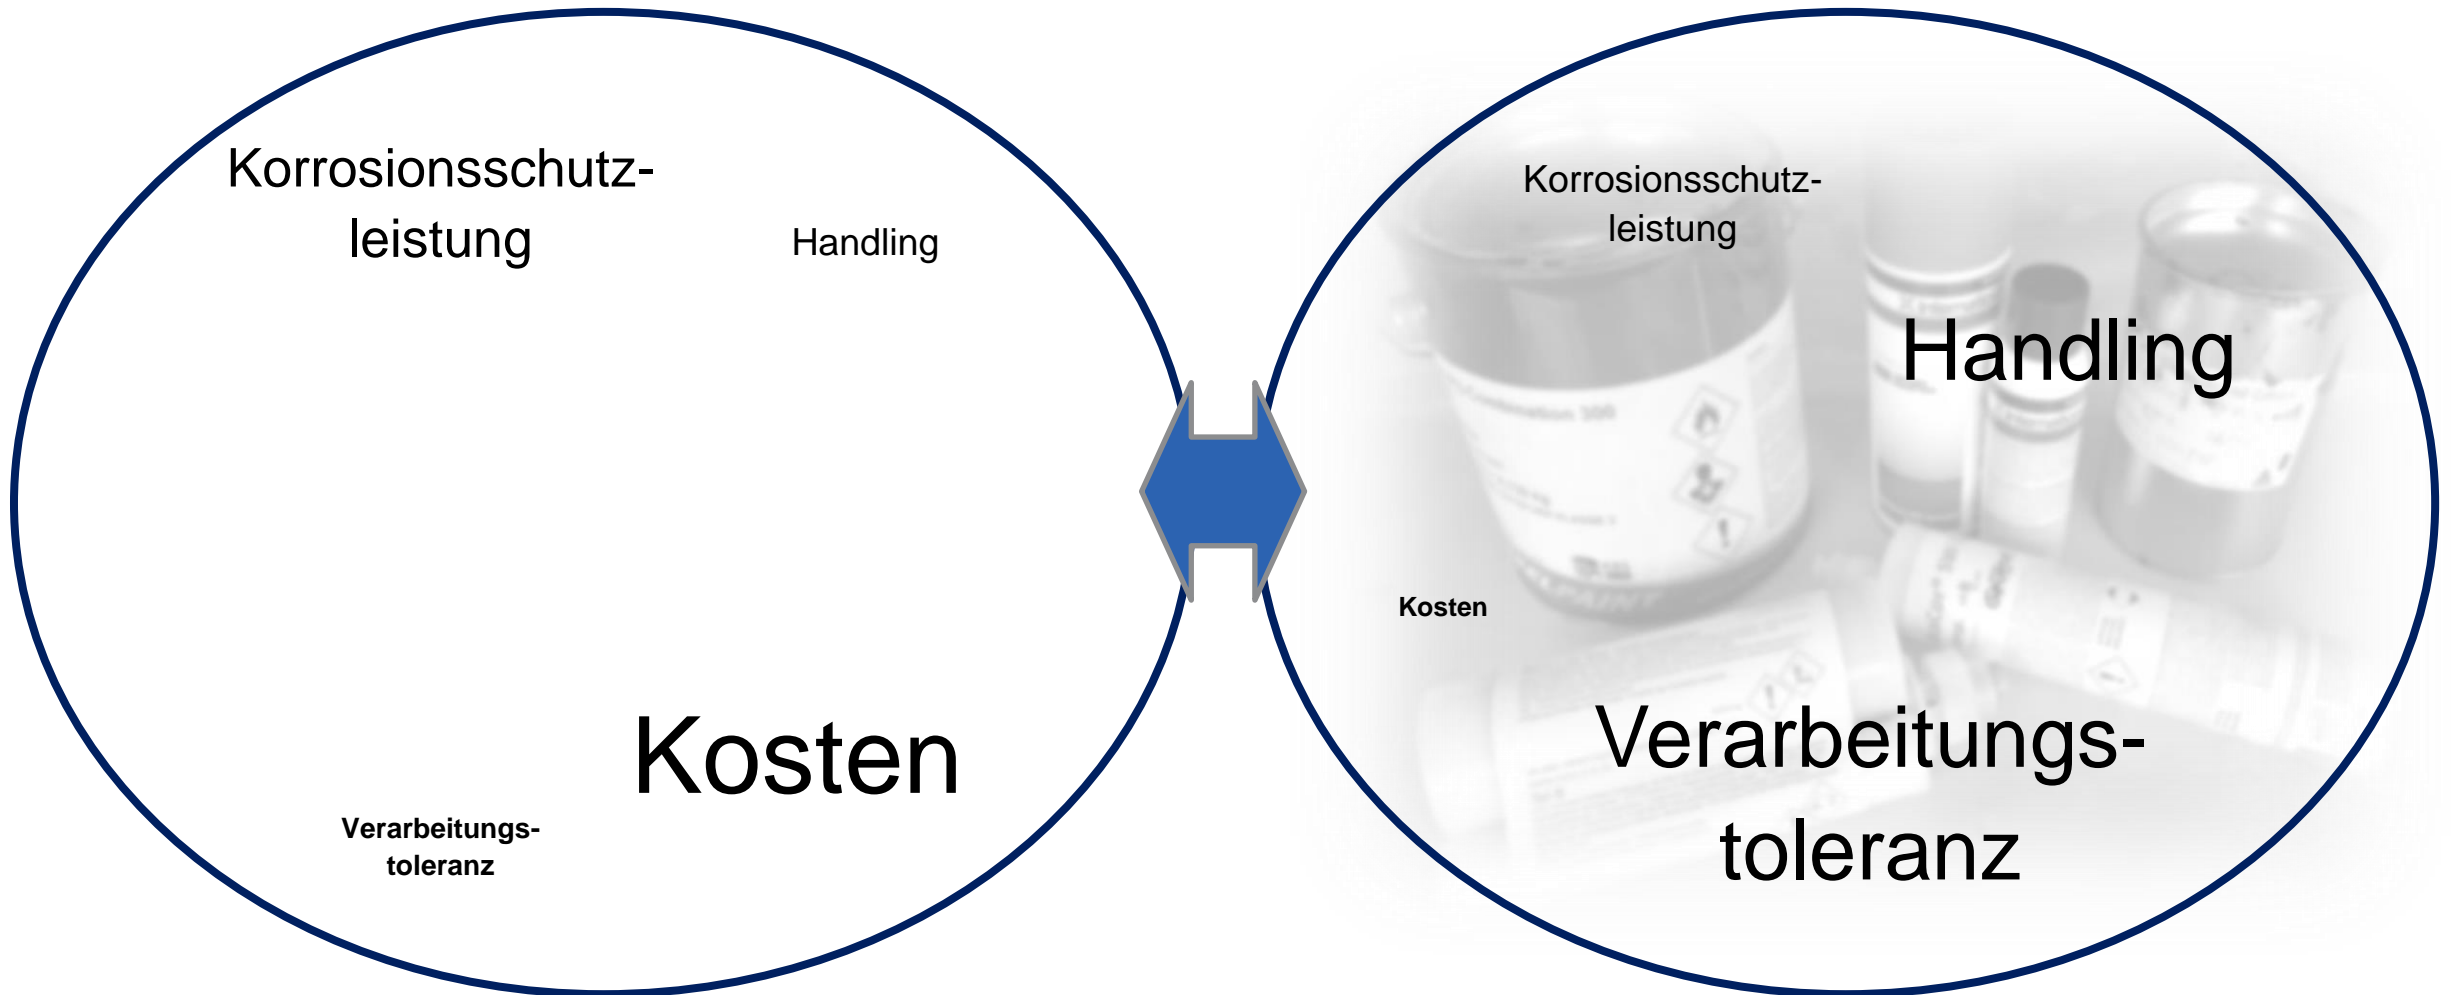 Korrosionsschutz-
leistung
Handling
Kosten
Verarbeitungs-
toleranz
Korrosionsschutz-
leistung
Handling
Kosten
Verarbeitungs-
toleranz